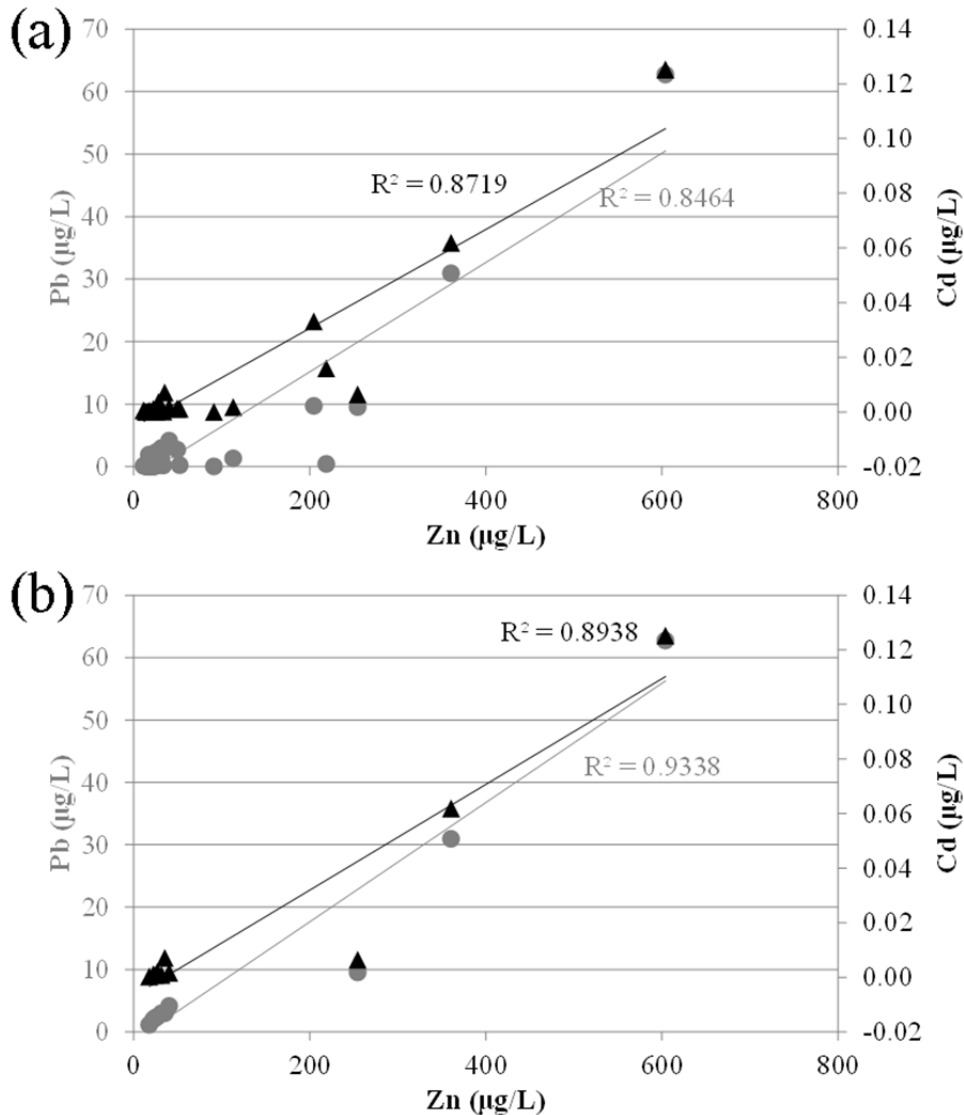 (a)
70
60
50
40
30
20
10
0
Pb (µg/L)
0.14
0.12
0.10
0.08
0.06
0.04
0.02
0.00
-0.02
Cd (µg/L)
R² = 0.8719
R² = 0.8464
0 200 400 600 800
Zn (µg/L)
(b)
70
60
50
40
30
20
10
0
Pb (µg/L)
0.14
0.12
0.10
0.08
0.06
0.04
0.02
0.00
-0.02
Cd (µg/L)
R² = 0.8938
R² = 0.9338
0 200 400 600 800
Zn (µg/L)